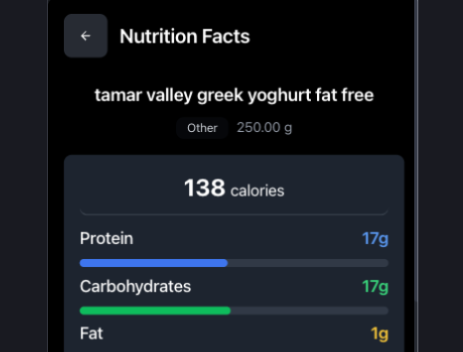 ← Nutrition Facts
tamar valley greek yoghurt fat free
Other 250.00 g
138 calories
Protein 17g
Carbohydrates 17g
Fat 1g